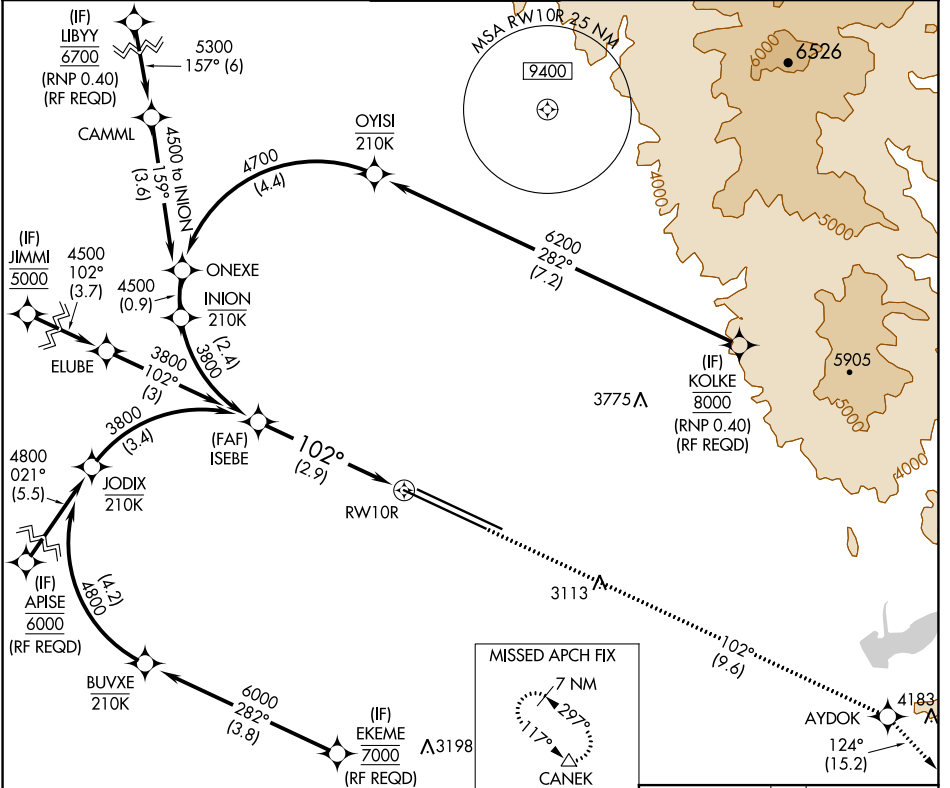 (IF)
LIBYY
6700
(RNP 0.40)
(RF REQD)
5300
157° (6)
CAMML
4500 to INION
159°
(3.6)
MSA RW10R 25 NM
9400
6000
6526
OYISI
210K
4700
(4.4)
4000
5000
6200
282°
(7.2)
(IF)
JIMMI
5000
4500
102°
(3.7)
ONEXE
4500
(0.9)
INION
210K
(2.4)
3800
ELUBE
3800
102°
(3)
(IF)
KOLKE
8000
(RNP 0.40)
(RF REQD)
5905
5000
4000
3775
3800
(3.4)
(FAF)
ISEBE
102°
(2.9)
4800
021°
(5.5)
JODIX
210K
RW10R
(IF)
APISE
6000
(RF REQD)
(4.2)
4800
3113
102°
(9.6)
BUVXE
210K
6000
282°
(3.8)
(IF)
EKEME
7000
(RF REQD)
3198
MISSED APCH FIX
7 NM
297°
117°
CANEK
4183
AYDOK
124°
(15.2)